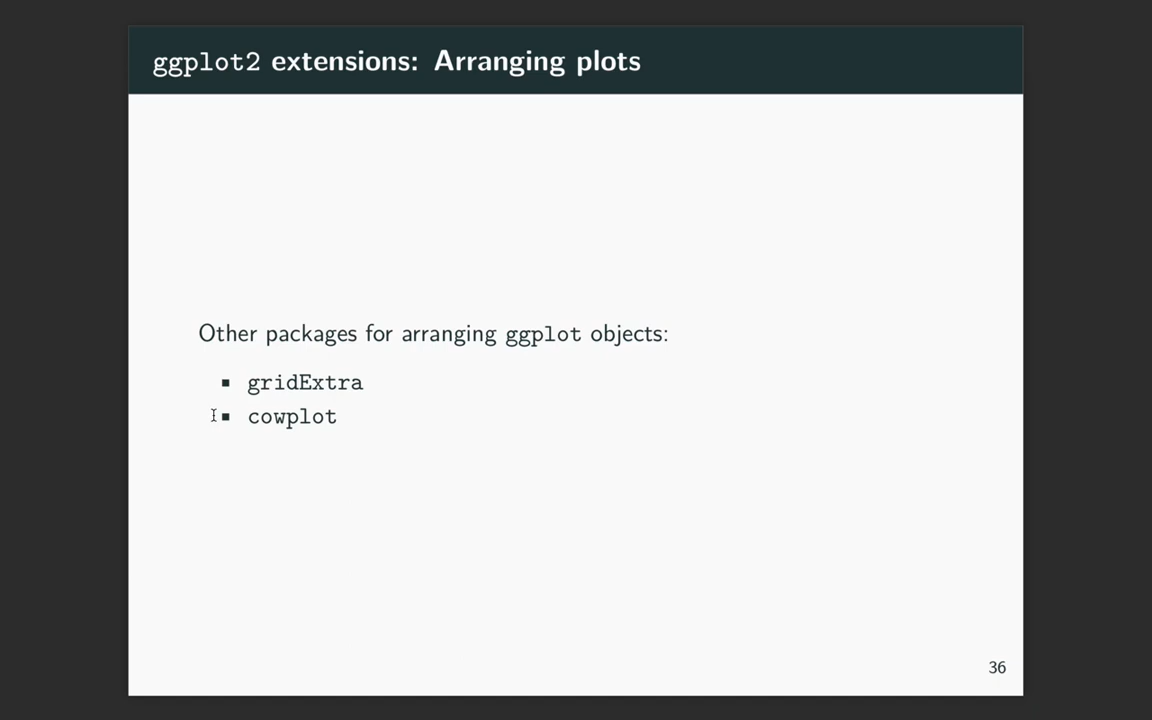 ggplot2 extensions: Arranging plots
Other packages for arranging ggplot objects:
▪ gridExtra
▪ cowplot
36